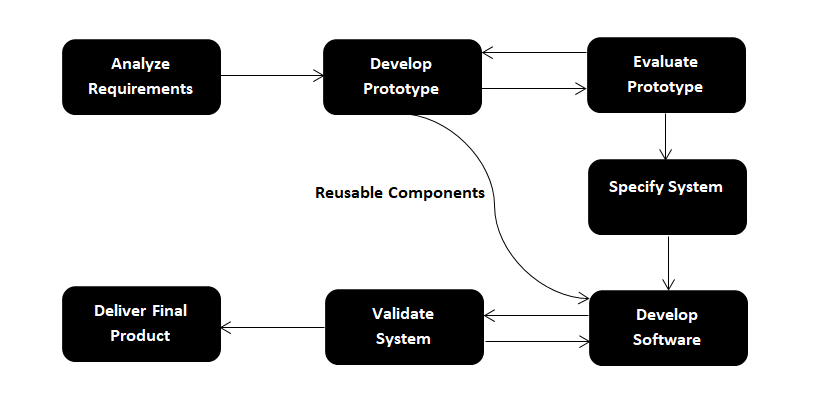 Analyze
Requirements
Develop
Prototype
Evaluate
Prototype
Reusable Components
Specify System
Deliver Final
Product
Validate
System
Develop
Software